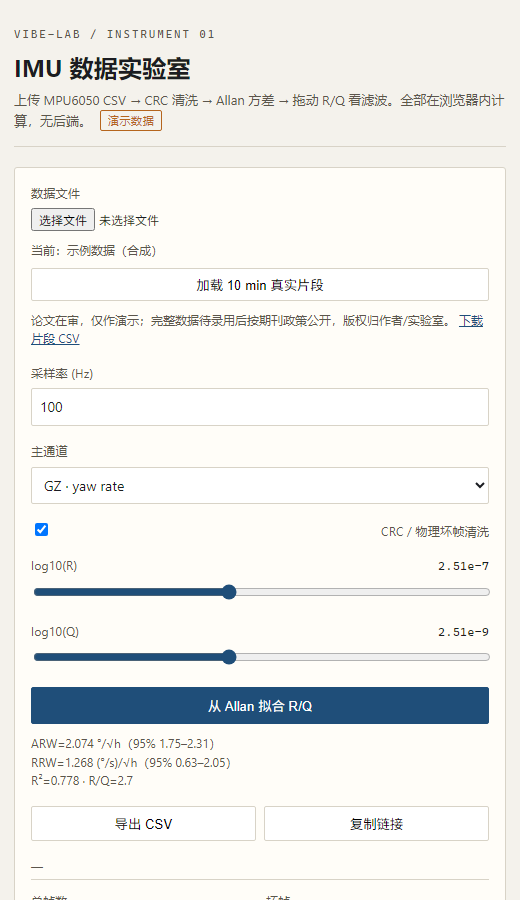 VIBE-LAB / INSTRUMENT 01
IMU 数据实验室
上传 MPU6050 CSV → CRC 清洗 → Allan 方差 → 拖动 R/Q 看滤波。全部在浏览器内计
算，无后端。 演示数据
数据文件
选择文件 未选择文件
当前：示例数据（合成）
加载 10 min 真实片段
论文在审，仅作演示；完整数据待录用后按期刊政策公开，版权归作者/实验室。 下载
片段 CSV
采样率 (Hz)
100
主通道
GZ · yaw rate
CRC / 物理坏帧清洗
log10(R) 2.51e-7
log10(Q) 2.51e-9
从 Allan 拟合 R/Q
ARW=2.074 °/√h（95% 1.75–2.31）
RRW=1.268 (°/s)/√h（95% 0.63–2.05）
R²=0.778 · R/Q=2.7
导出 CSV 复制链接
—